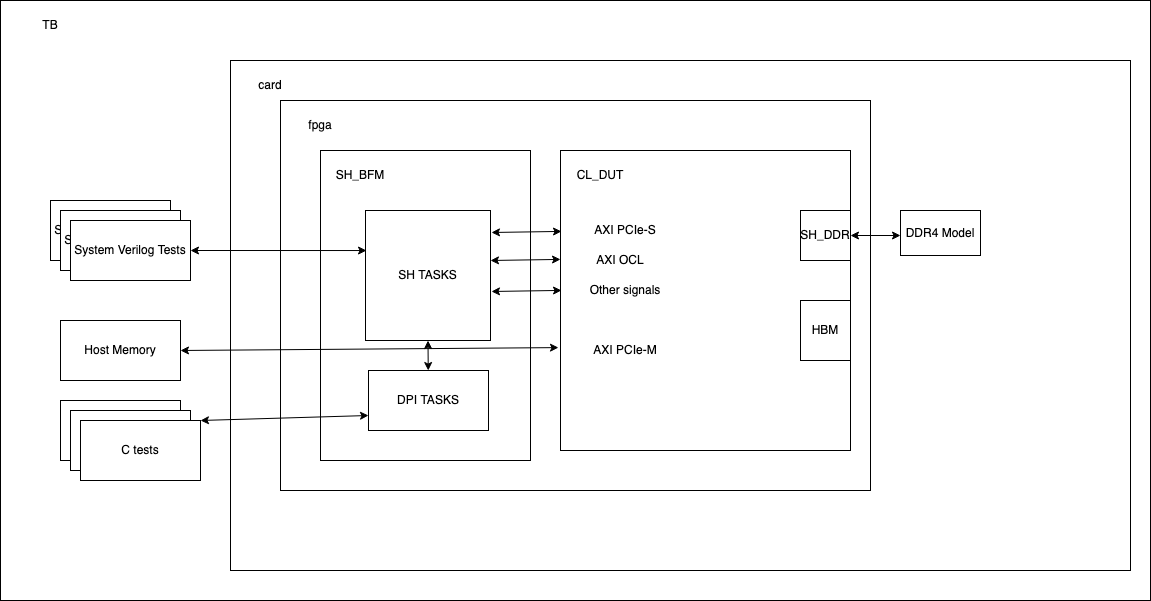 TB
card
fpga
SH_BFM
CL_DUT
S
S
System Verilog Tests
SH TASKS
AXI PCIe-S
AXI OCL
Other signals
SH_DDR
DDR4 Model
HBM
Host Memory
AXI PCIe-M
DPI TASKS
C tests